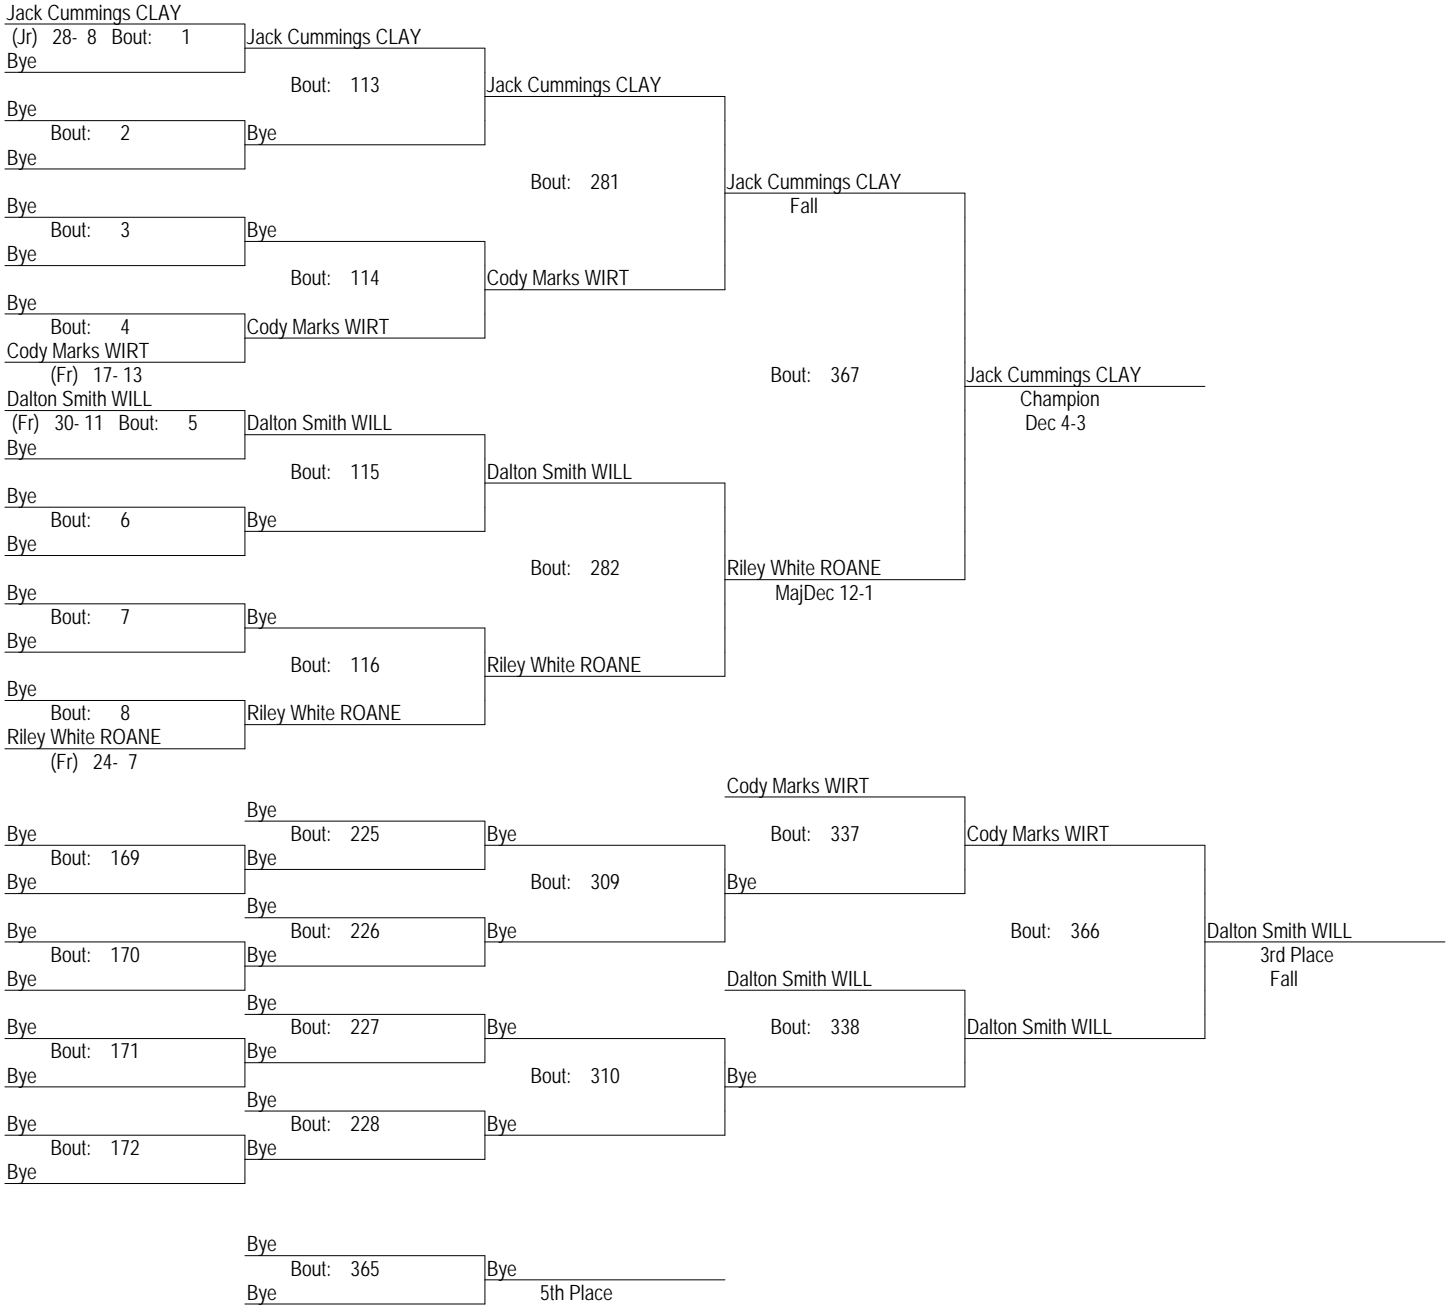 Jack Cummings CLAY
(Jr) 28- 8 Bout: 1 Jack Cummings CLAY
Bye
Bout: 113 Jack Cummings CLAY
Bye
Bout: 2 Bye
Bye
Bout: 281 Jack Cummings CLAY
Bye Fall
Bout: 3 Bye
Bye
Bout: 114 Cody Marks WIRT
Bye
Bout: 4 Cody Marks WIRT
Cody Marks WIRT
(Fr) 17- 13 Bout: 367 Jack Cummings CLAY
Dalton Smith WILL Champion
(Fr) 30- 11 Bout: 5 Dalton Smith WILL Dec 4-3
Bye
Bout: 115 Dalton Smith WILL
Bye
Bout: 6 Bye
Bye
Bout: 282 Riley White ROANE
Bye MajDec 12-1
Bout: 7 Bye
Bye
Bout: 116 Riley White ROANE
Bye
Bout: 8 Riley White ROANE
Riley White ROANE
(Fr) 24- 7
Cody Marks WIRT
Bye
Bye Bout: 225 Bye Bout: 337 Cody Marks WIRT
Bout: 169 Bye
Bye Bout: 309 Bye
Bye
Bye Bout: 226 Bye Bout: 366 Dalton Smith WILL
Bout: 170 Bye 3rd Place
Bye Dalton Smith WILL Fall
Bye
Bye Bout: 227 Bye Bout: 338 Dalton Smith WILL
Bout: 171 Bye
Bye Bout: 310 Bye
Bye
Bye Bout: 228 Bye
Bout: 172 Bye
Bye
Bye
Bout: 365 Bye
Bye 5th Place